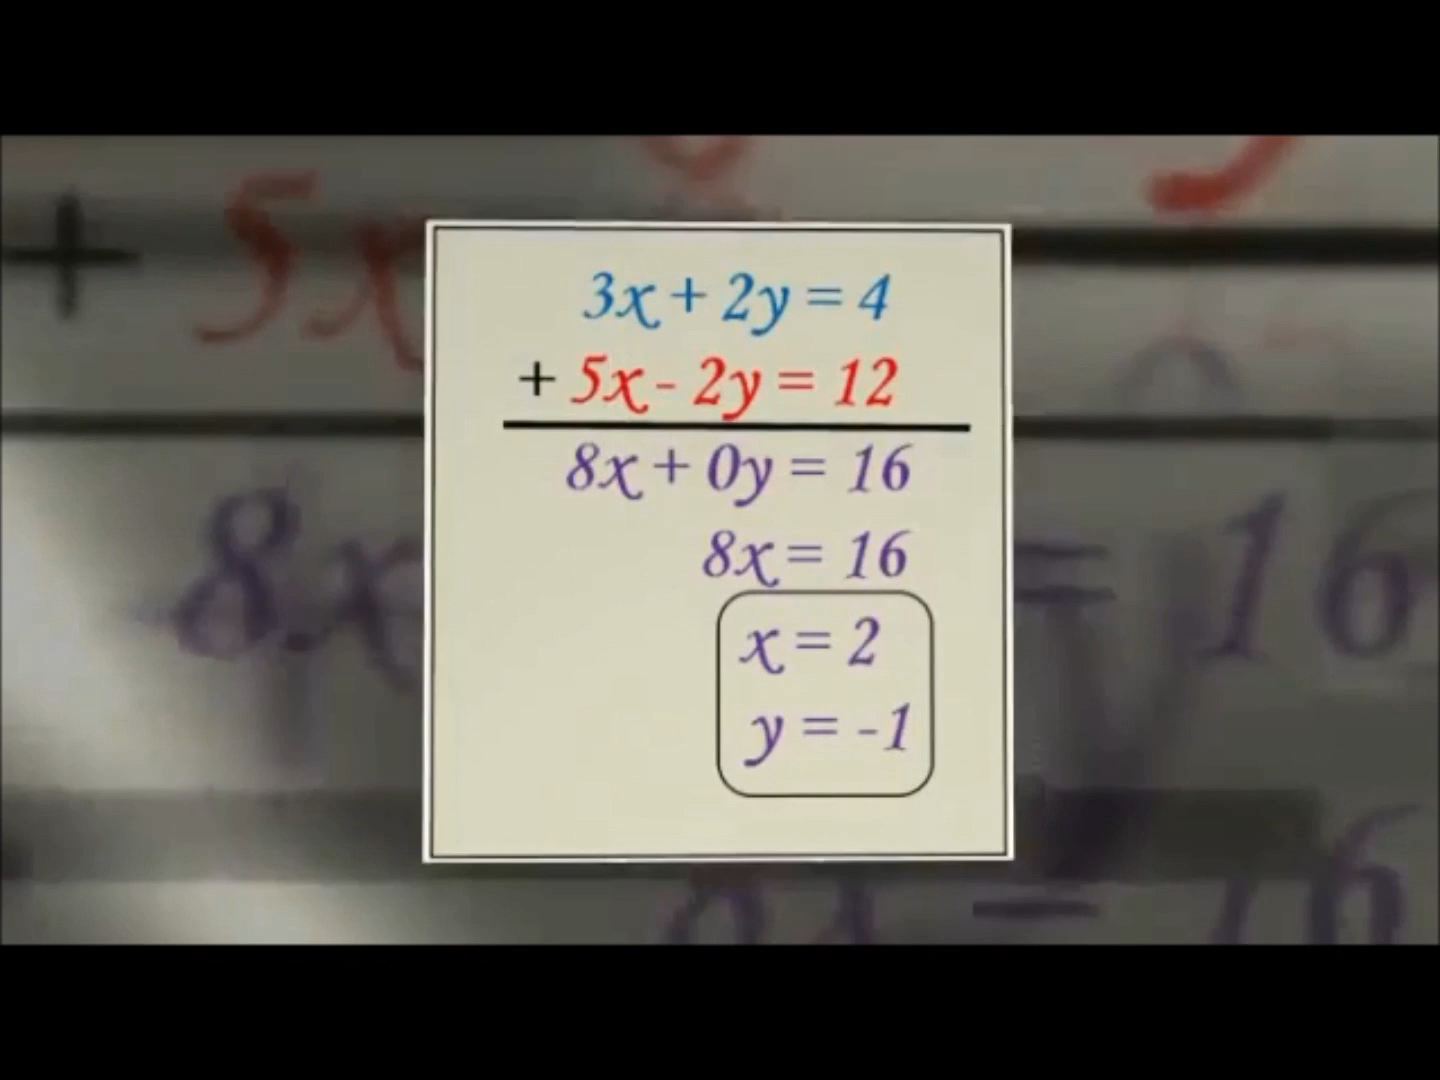 3x + 2y = 4
+ 5x - 2y = 12
8x + 0y = 16
8x = 16
x = 2
y = -1